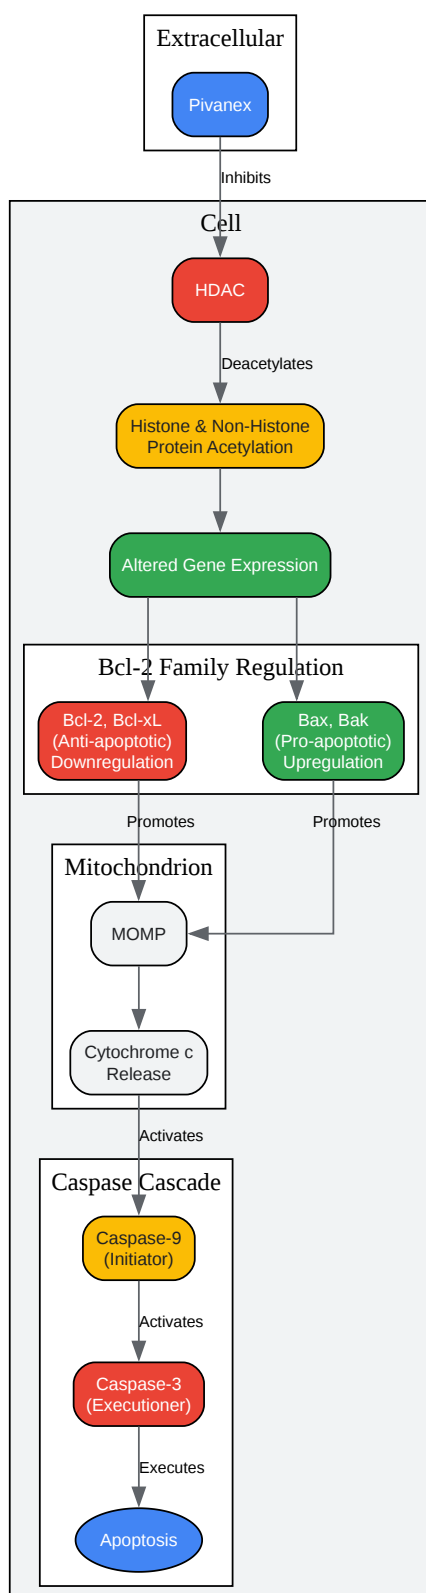 Extracellular
Pivanex
Inhibits
Cell
HDAC
Deacetylates
Histone & Non-Histone
Protein Acetylation
Altered Gene Expression
Bcl-2 Family Regulation
Bcl-2, Bcl-xL
(Anti-apoptotic)
Downregulation
Bax, Bak
(Pro-apoptotic)
Upregulation
Promotes
Promotes
Mitochondrion
MOMP
Cytochrome c
Release
Activates
Caspase Cascade
Caspase-9
(Initiator)
Activates
Caspase-3
(Executioner)
Executes
Apoptosis